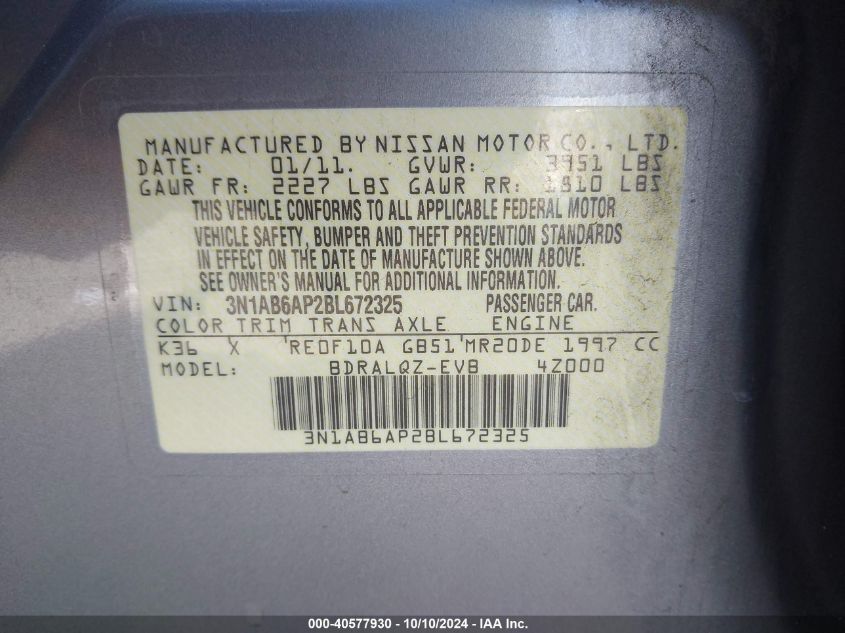 MANUFACTURED BY NISSAN MOTOR CO., LTD.
DATE: 01/11. GVWR: 3951 LBS
GAWR FR: 2227 LBS GAWR RR: 1810 LBS
THIS VEHICLE CONFORMS TO ALL APPLICABLE FEDERAL MOTOR
VEHICLE SAFETY, BUMPER AND THEFT PREVENTION STANDARDS
IN EFFECT ON THE DATE OF MANUFACTURE SHOWN ABOVE.
SEE OWNER'S MANUAL FOR ADDITIONAL INFORMATION.
VIN: 3N1AB6AP2BL672325 PASSENGER CAR.
COLOR TRIM TRANS AXLE ENGINE
K36 X 'RE0F10A GB51'MR20DE 1997 CC
MODEL: BDRALQZ-EVB 4Z000
3N1AB6AP2BL672325
000-40577930 - 10/10/2024 - IAA Inc.